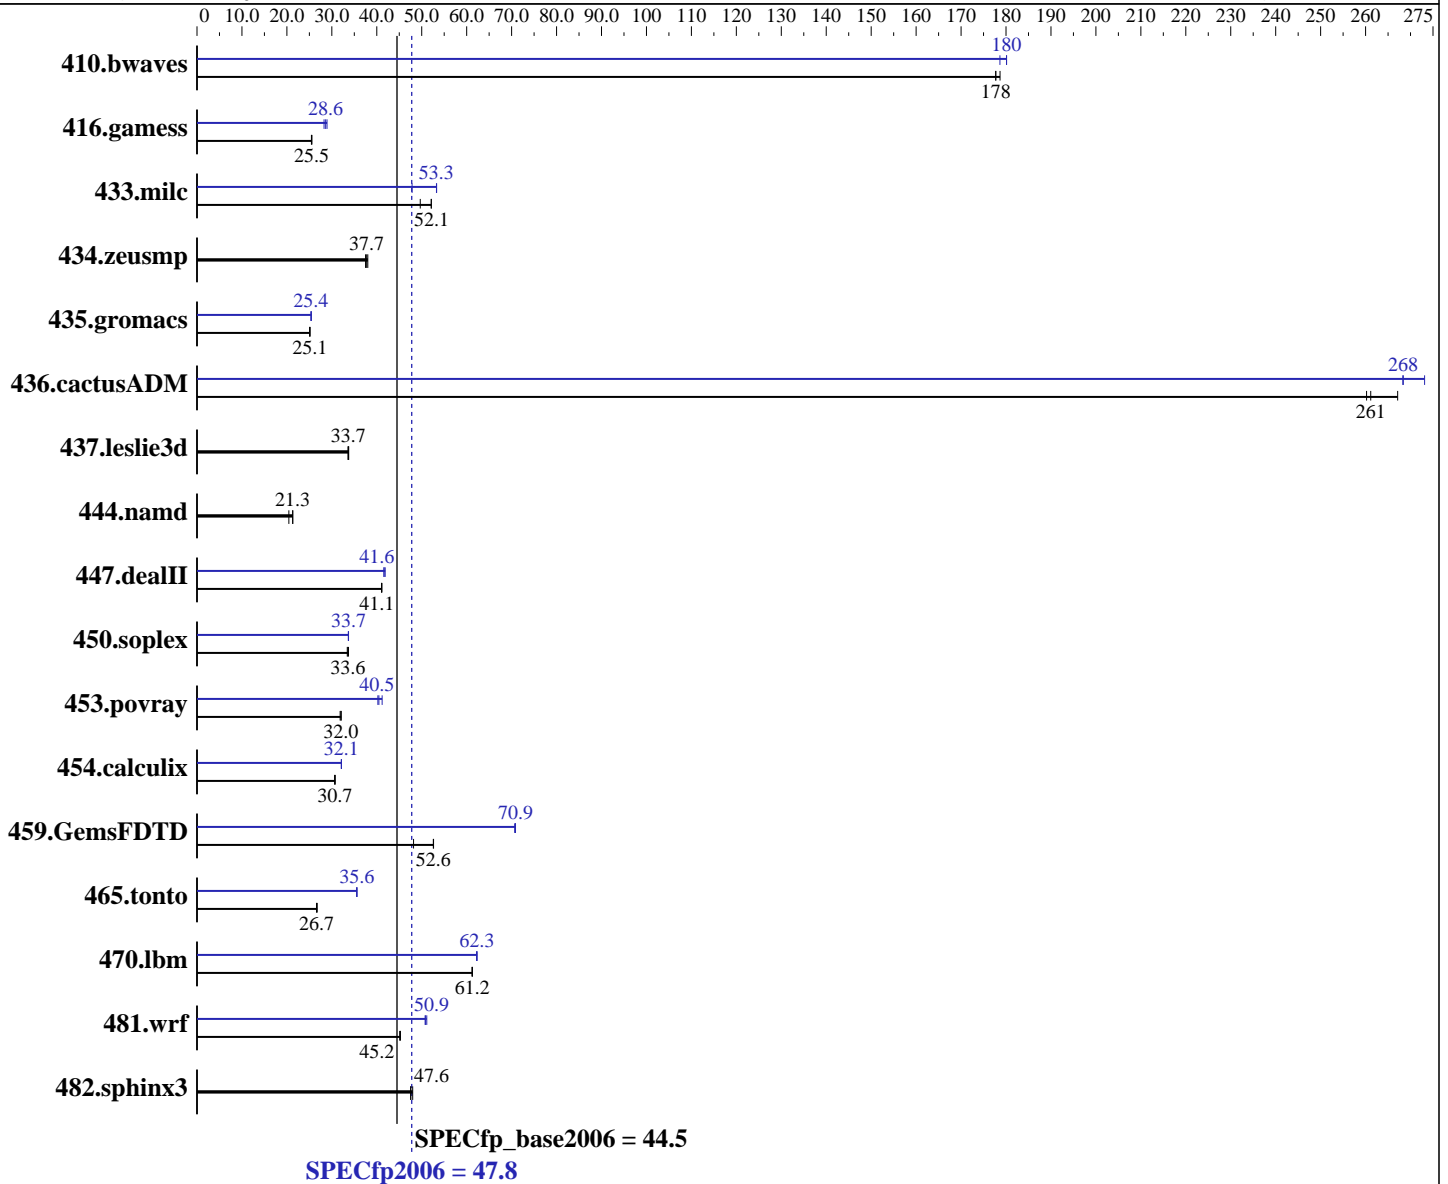 0 10.0 20.0 30.0 40.0 50.0 60.0 70.0 80.0 90.0 100 110 120 130 140 150 160 170 180 190 200 210 220 230 240 250 260 275
180
410.bwaves
178
28.6
416.gamess
25.5
53.3
433.milc
52.1
37.7
434.zeusmp
25.4
435.gromacs
25.1
268
436.cactusADM
261
33.7
437.leslie3d
21.3
444.namd
41.6
447.dealII
41.1
33.7
450.soplex
33.6
40.5
453.povray
32.0
32.1
454.calculix
30.7
70.9
459.GemsFDTD
52.6
35.6
465.tonto
26.7
62.3
470.lbm
61.2
50.9
481.wrf
45.2
47.6
482.sphinx3
SPECfp_base2006 = 44.5
SPECfp2006 = 47.8